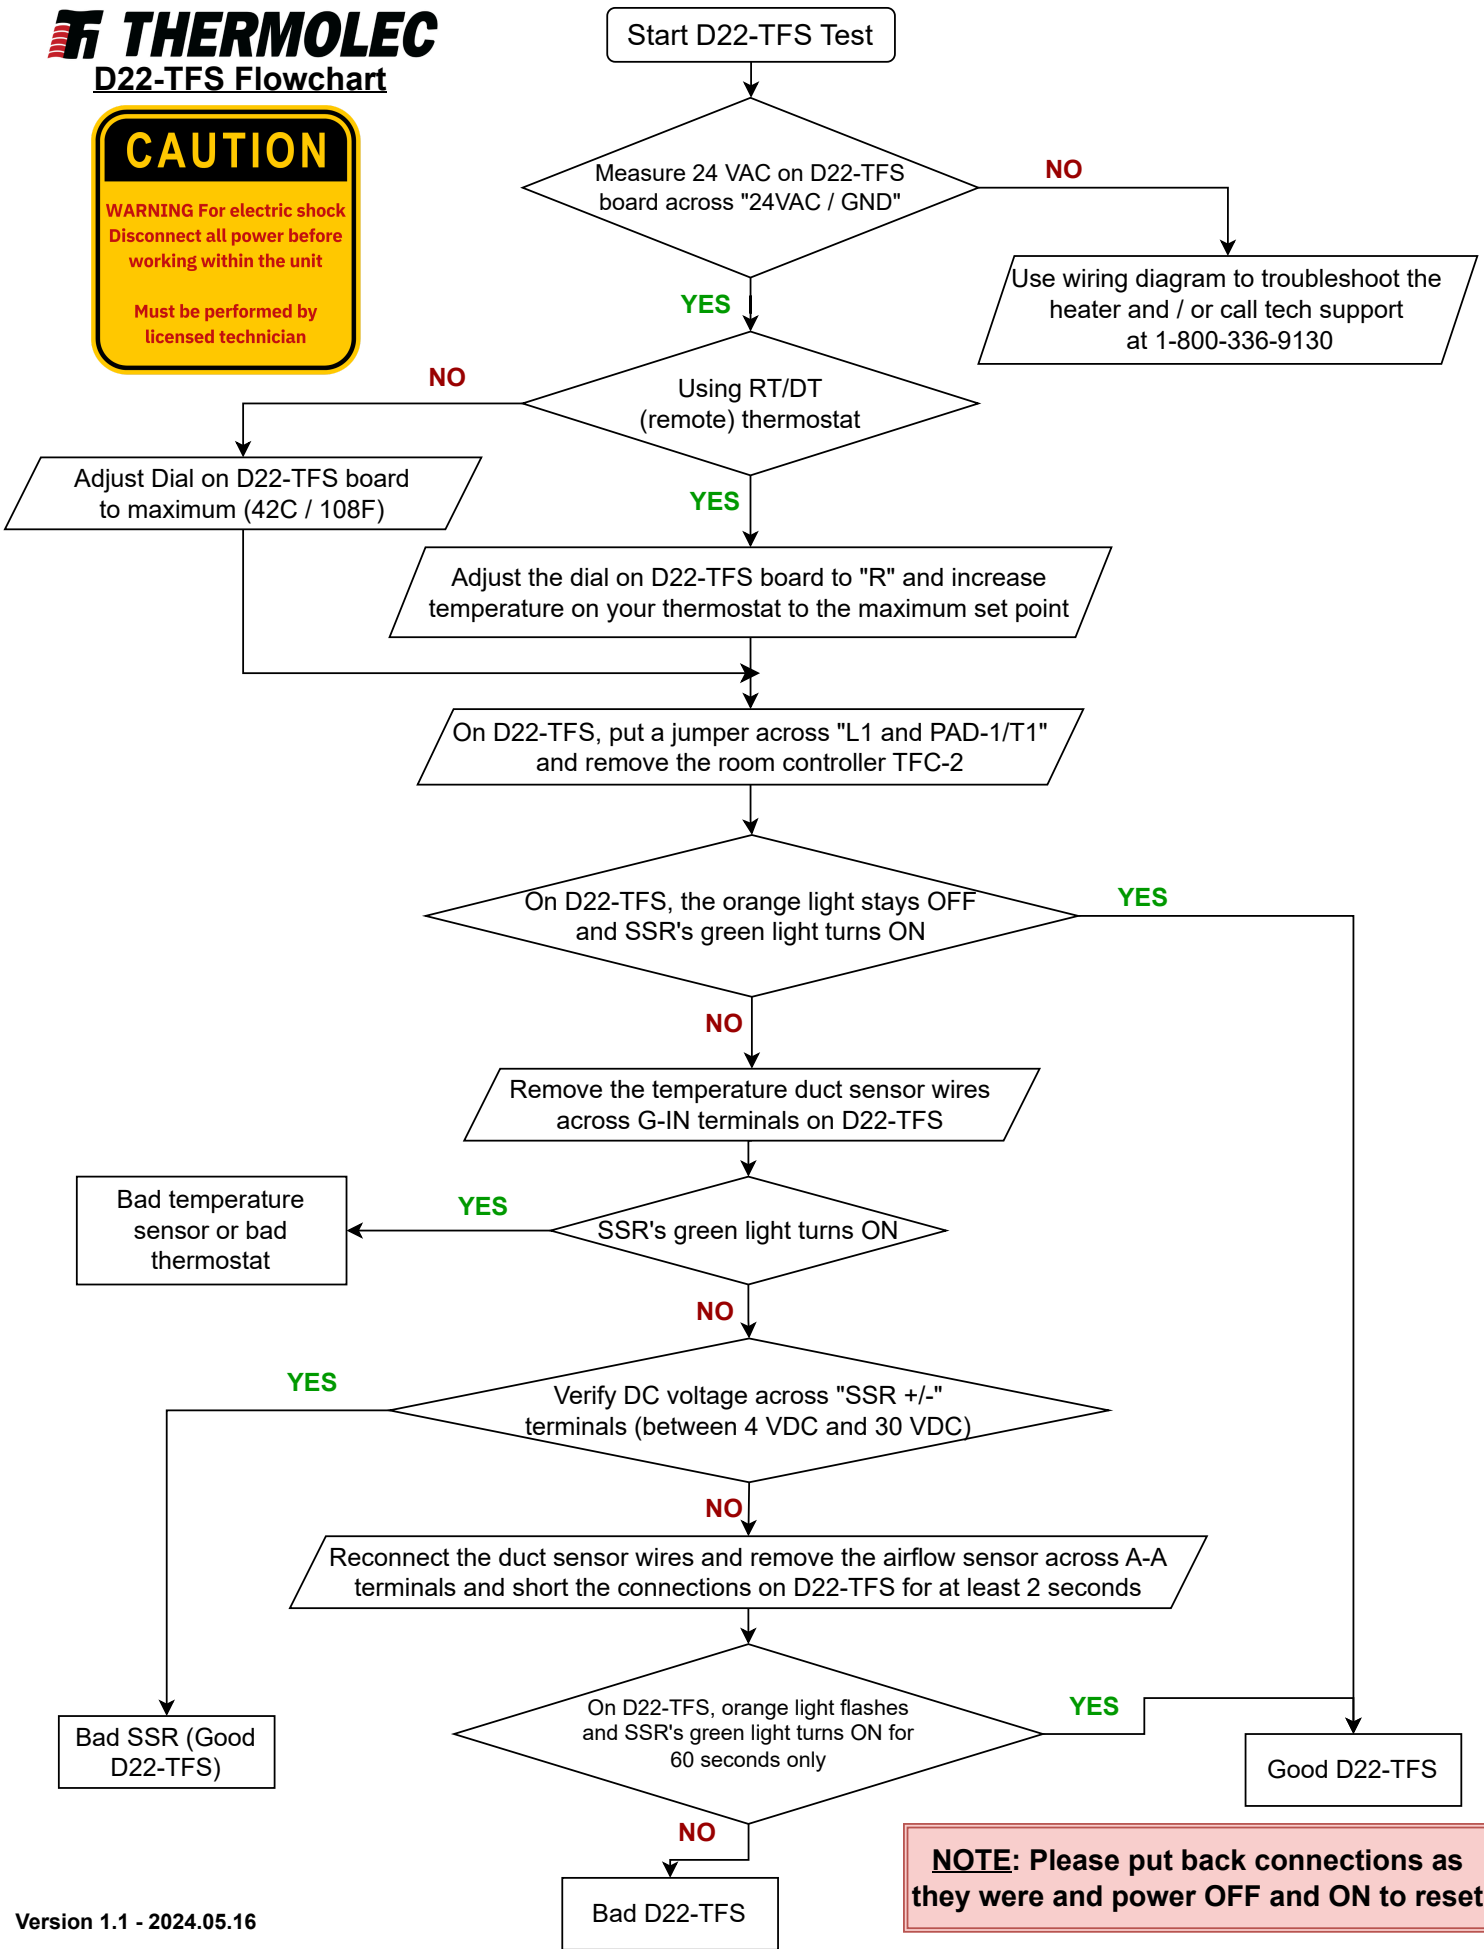 THERMOLEC
D22-TFS Flowchart
CAUTION
WARNING For electric shock
Disconnect all power before
working within the unit
Must be performed by
licensed technician
Start D22-TFS Test
Measure 24 VAC on D22-TFS
board across "24VAC / GND"
NO
Use wiring diagram to troubleshoot the
heater and / or call tech support
at 1-800-336-9130
YES
Using RT/DT
(remote) thermostat
NO
Adjust Dial on D22-TFS board
to maximum (42C / 108F)
YES
Adjust the dial on D22-TFS board to "R" and increase
temperature on your thermostat to the maximum set point
On D22-TFS, put a jumper across "L1 and PAD-1/T1"
and remove the room controller TFC-2
On D22-TFS, the orange light stays OFF
and SSR's green light turns ON
YES
NO
Remove the temperature duct sensor wires
across G-IN terminals on D22-TFS
SSR's green light turns ON
YES
Bad temperature
sensor or bad
thermostat
NO
Verify DC voltage across "SSR +/-"
terminals (between 4 VDC and 30 VDC)
YES
NO
Reconnect the duct sensor wires and remove the airflow sensor across A-A
terminals and short the connections on D22-TFS for at least 2 seconds
On D22-TFS, orange light flashes
and SSR's green light turns ON for
60 seconds only
YES
Bad SSR (Good
D22-TFS)
Good D22-TFS
NO
Bad D22-TFS
NOTE: Please put back connections as
they were and power OFF and ON to reset
Version 1.1 - 2024.05.16